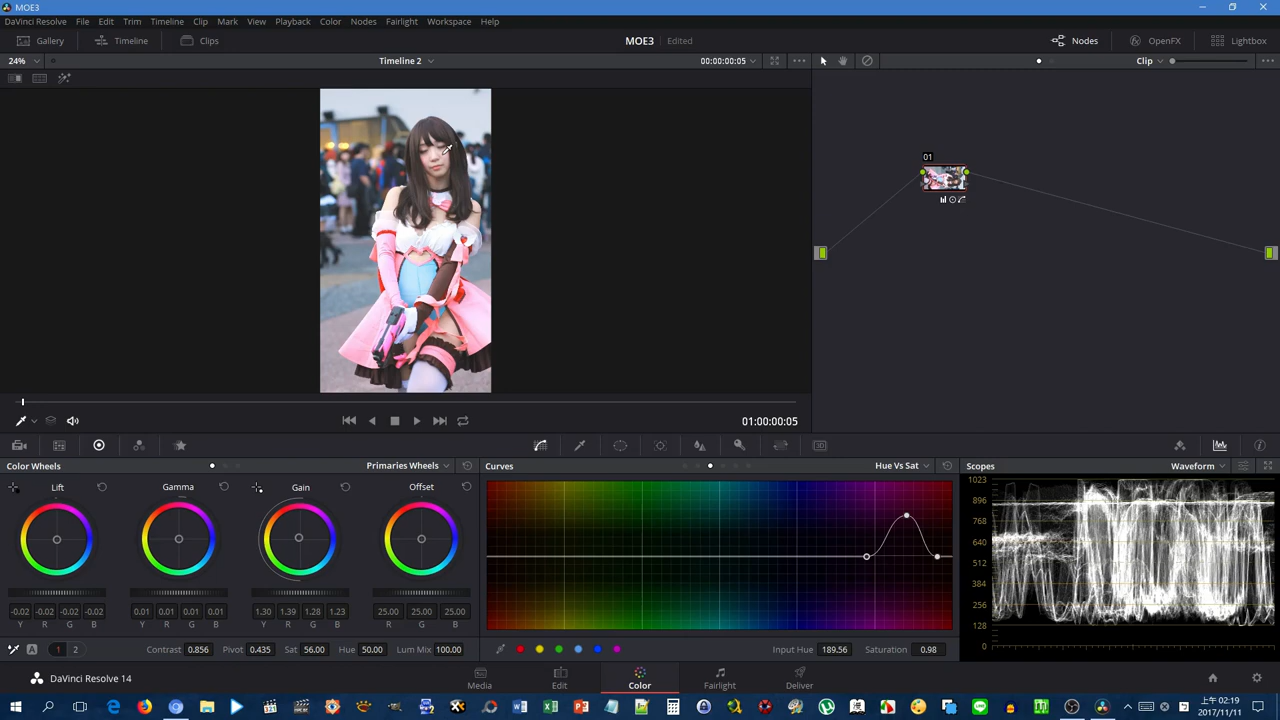 MOE3
DaVinci Resolve File Edit Trim Timeline Clip Mark View Playback Color Nodes Fairlight Workspace Help
Gallery Timeline Clips MOE3 Edited Nodes OpenFX Lightbox
24% Timeline 2 00:00:00:05 Clip
01
01:00:00:05
Color Wheels Primaries Wheels Curves Hue Vs Sat Scopes Waveform
Lift Gamma Gain Offset
1023
896
768
640
512
384
256
128
0
-0.02 -0.02 -0.02 -0.02 0.01 0.01 0.01 0.01 1.30 1.39 1.28 1.23 25.00 25.00 25.00
Y R G B Y R G B Y R G B R G B
A 1 2 Contrast 0.856 Pivot 0.435 Sat 56.00 Hue 50.00 Lum Mix 100.00 Input Hue 189.56 Saturation 0.98
DaVinci Resolve 14 Media Edit Color Fairlight Deliver
上午 02:19
2017/11/11